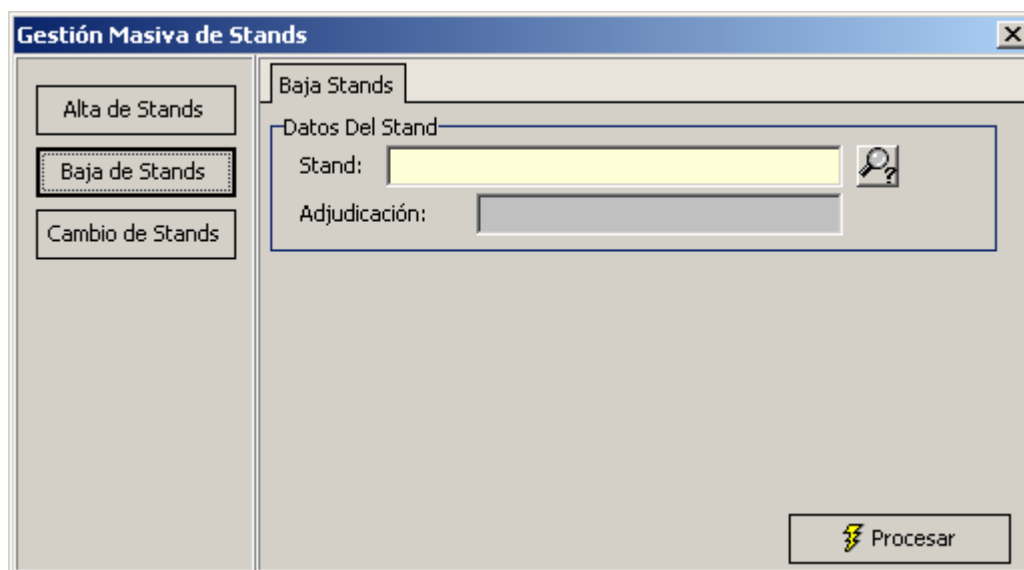 Gestión Masiva de Stands
Alta de Stands
Baja de Stands
Cambio de Stands
Baja Stands
Datos Del Stand
Stand:
Adjudicación:
Procesar